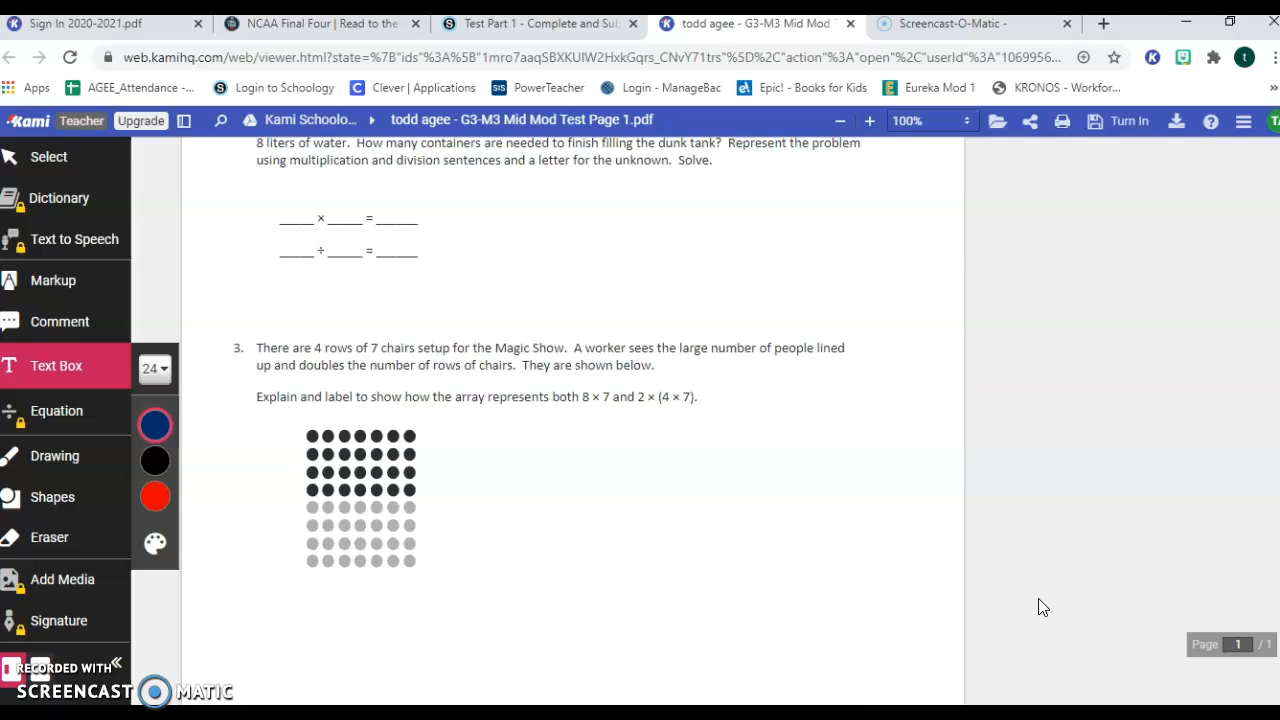 Sign In 2020-2021.pdf
NCAA Final Four | Read to the
Test Part 1 - Complete and Sub
todd agee - G3-M3 Mid Mod T
Screencast-O-Matic -
web.kamihq.com/web/viewer.html?state=%7B"ids"%3A%5B"1mro7aarSBXKUlW2HxkGqrs_CNvY71trs"%5D%2C"action"%3A"open"%2C"userId"%3A"1069956...
Apps
AGEE_Attendance -...
Login to Schoology
Clever | Applications
SIS PowerTeacher
Login - ManageBac
Epic! - Books for Kids
Eureka Mod 1
KRONOS - Workfor...
Kami Teacher Upgrade
Kami Schoolo...
todd agee - G3-M3 Mid Mod Test Page 1.pdf
100%
Turn In
Select
Dictionary
Text to Speech
Markup
Comment
Text Box
24
Equation
Drawing
Shapes
Eraser
Add Media
Signature
8 liters of water. How many containers are needed to finish filling the dunk tank? Represent the problem
using multiplication and division sentences and a letter for the unknown. Solve.
_____ × _____ = ______
_____ ÷ _____ = ______
3. There are 4 rows of 7 chairs setup for the Magic Show. A worker sees the large number of people lined
up and doubles the number of rows of chairs. They are shown below.
Explain and label to show how the array represents both 8 × 7 and 2 × (4 × 7).
Page 1 / 1
RECORDED WITH
SCREENCAST MATIC